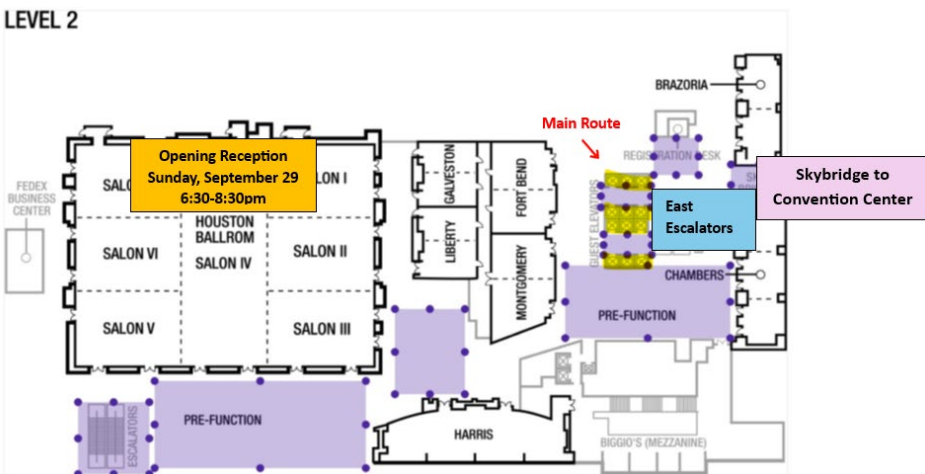 LEVEL 2
BRAZORIA
Main Route
REGISTRATION DESK
Opening Reception
Sunday, September 29
6:30-8:30pm
SALON I
FEDEX
BUSINESS
CENTER
HOUSTON
BALLROM
SALON IV
SALON VI
SALON II
SALON V
SALON III
GALVESTON
LIBERTY
FORT BEND
MONTGOMERY
GUEST ELEVATORS
East
Escalators
Skybridge to
Convention Center
CHAMBERS
PRE-FUNCTION
PRE-FUNCTION
ESCALATORS
HARRIS
BIGGIO'S (MEZZANINE)